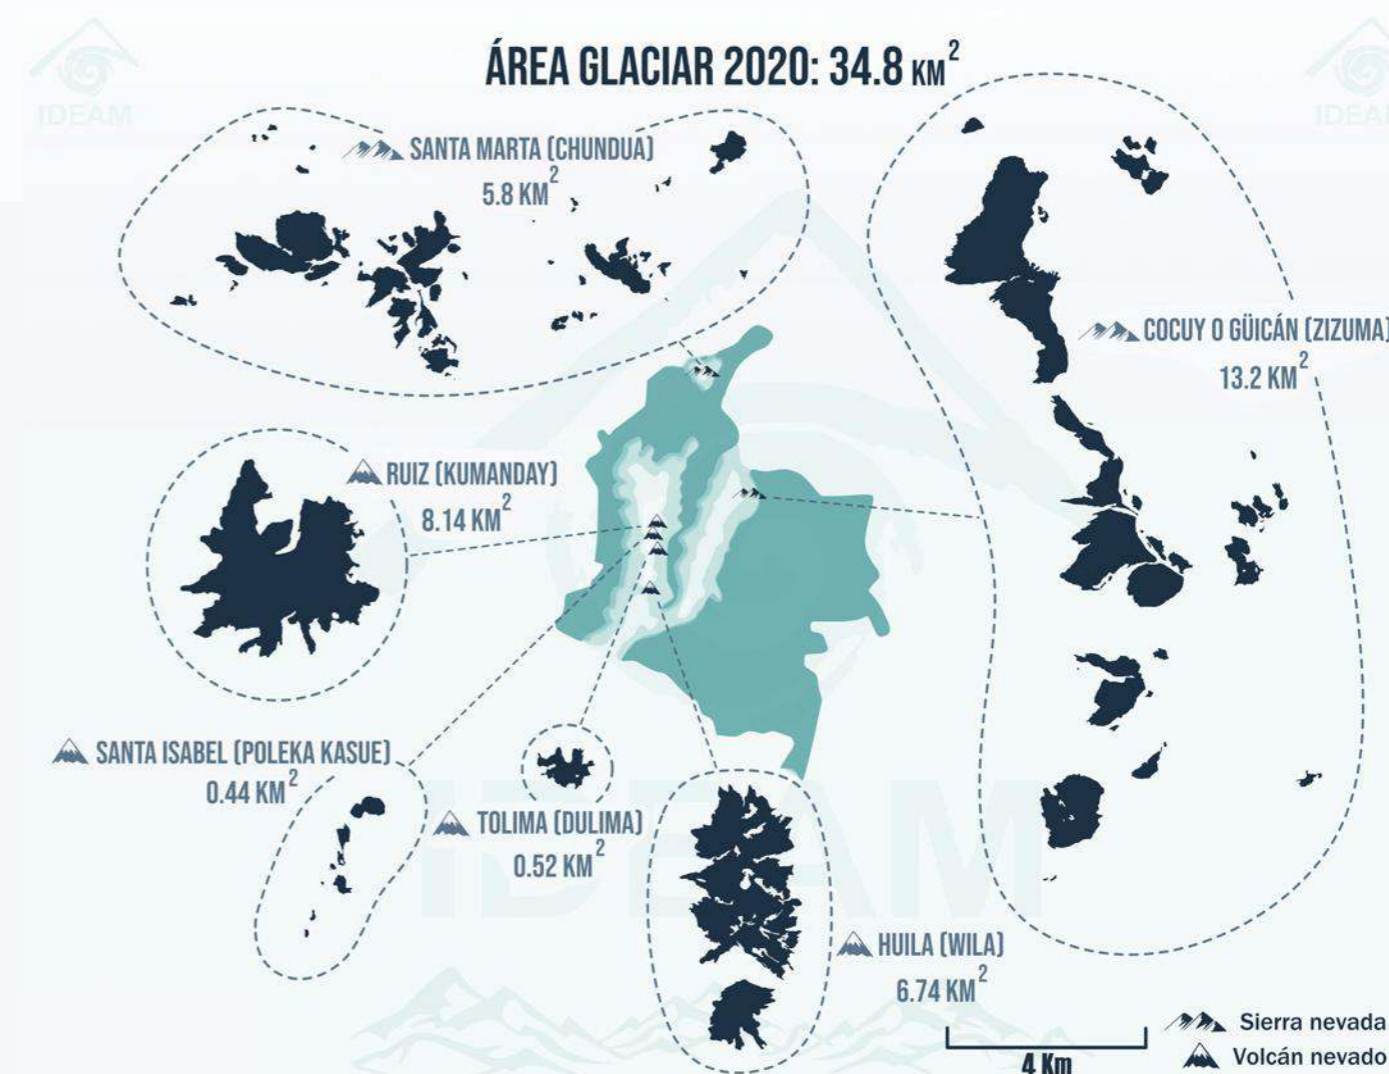 ÁREA GLACIAR 2020: 34.8 KM²
IDEAM
IDEAM
SANTA MARTA (CHUNDUA)
5.8 KM²
COCUY O GÜICÁN (ZIZUMA)
13.2 KM²
RUIZ (KUMANDAY)
8.14 KM²
SANTA ISABEL (POLEKA KASUE)
0.44 KM²
TOLIMA (DULIMA)
0.52 KM²
IDEAM
HUILA (WILA)
6.74 KM²
4 Km
Sierra nevada
Volcán nevado